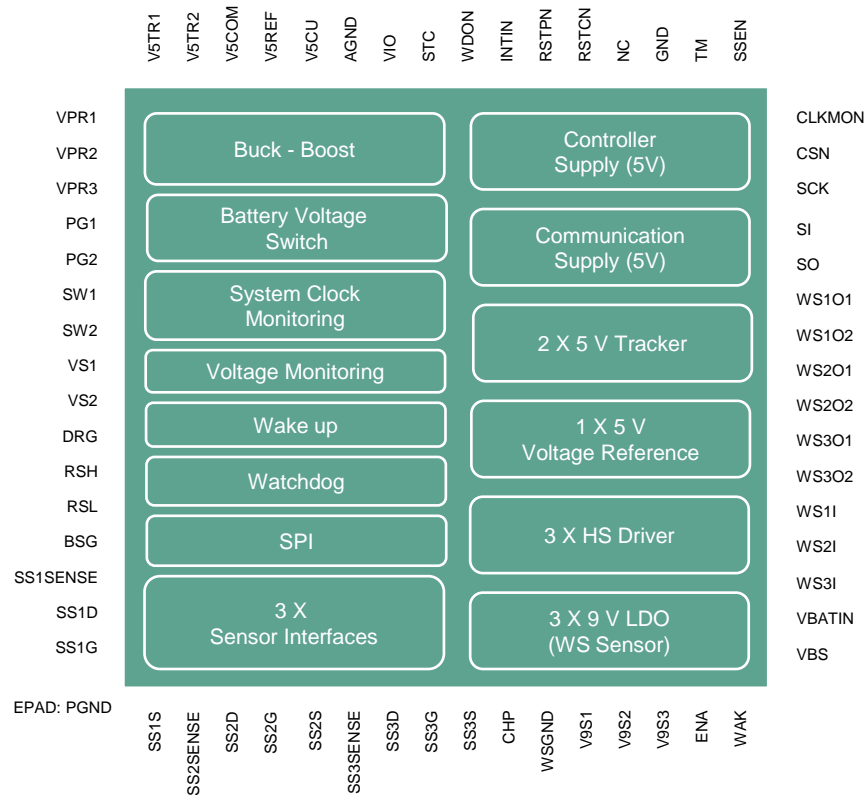 V5TR1
V5TR2
V5COM
V5REF
V5CU
AGND
VIO
STC
WDON
INTIN
RSTPN
RSTCN
NC
GND
TM
SSEN
VPR1
VPR2
VPR3
PG1
PG2
SW1
SW2
VS1
VS2
DRG
RSH
RSL
BSG
SS1SENSE
SS1D
SS1G
Buck - Boost
Battery Voltage
Switch
System Clock
Monitoring
Voltage Monitoring
Wake up
Watchdog
SPI
3 X
Sensor Interfaces
Controller
Supply (5V)
Communication
Supply (5V)
2 X 5 V Tracker
1 X 5 V
Voltage Reference
3 X HS Driver
3 X 9 V LDO
(WS Sensor)
CLKMON
CSN
SCK
SI
SO
WS1O1
WS1O2
WS2O1
WS2O2
WS3O1
WS3O2
WS1I
WS2I
WS3I
VBATIN
VBS
EPAD: PGND
SS1S
SS2SENSE
SS2D
SS2G
SS2S
SS3SENSE
SS3D
SS3G
SS3S
CHP
WSGND
V9S1
V9S2
V9S3
ENA
WAK